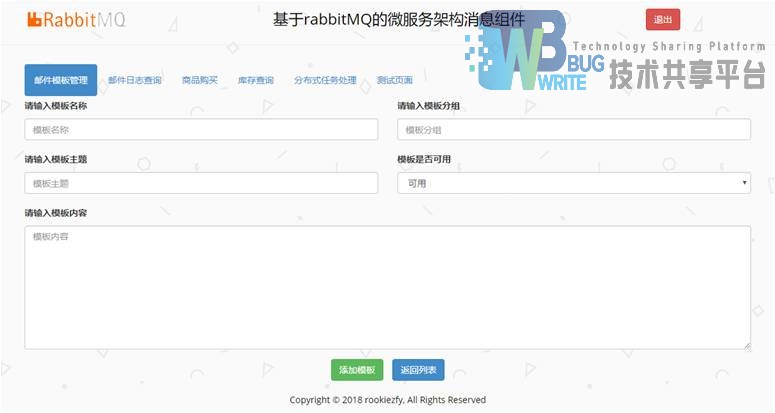 RabbitMQ
基于rabbitMQ的微服务架构消息组件
退出
Technology Sharing Platform
WB BUG
WRITE 技术共享平台
邮件模板管理 邮件日志查询 商品购买 库存查询 分布式任务处理 测试页面
请输入模板名称 请输入模板分组
模板名称 模板分组
请输入模板主题 模板是否可用
模板主题 可用
请输入模板内容
模板内容
添加模板 返回列表
Copyright © 2018 rookiezfy, All Rights Reserved